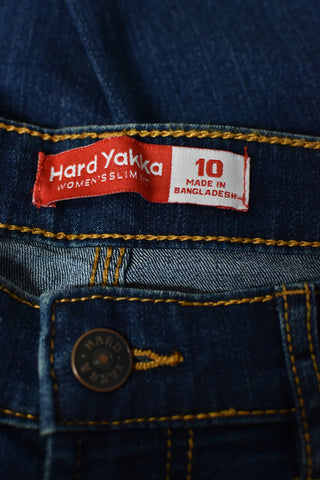 Hard Yakka
WOMEN'S SLIM
10
MADE IN
BANGLADESH
HARD
YAKKA